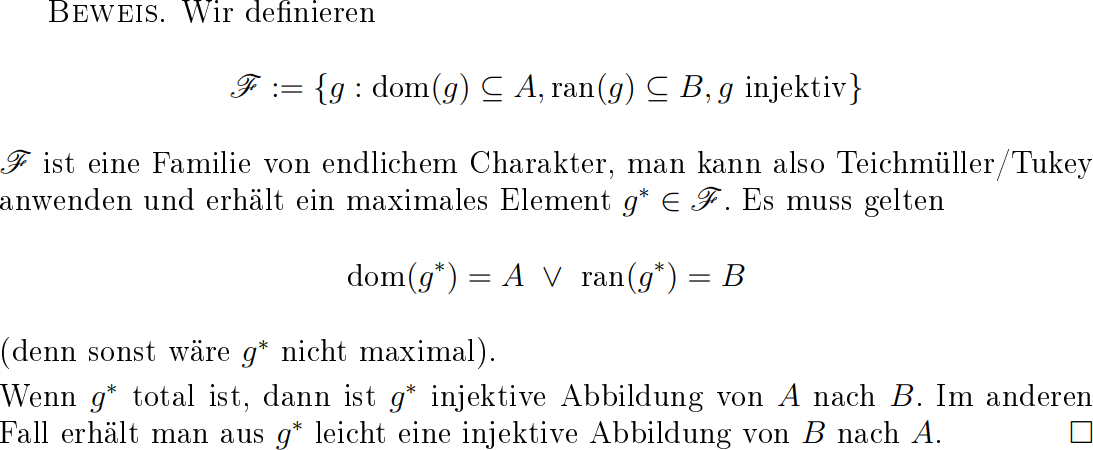 BEWEIS. Wir definieren
ℱ := {g : dom(g) ⊆ A, ran(g) ⊆ B, g injektiv}
ℱ ist eine Familie von endlichem Charakter, man kann also Teichmüller/Tukey
anwenden und erhält ein maximales Element g* ∈ ℱ. Es muss gelten
dom(g*) = A ∨ ran(g*) = B
(denn sonst wäre g* nicht maximal).
Wenn g* total ist, dann ist g* injektive Abbildung von A nach B. Im anderen
Fall erhält man aus g* leicht eine injektive Abbildung von B nach A. □